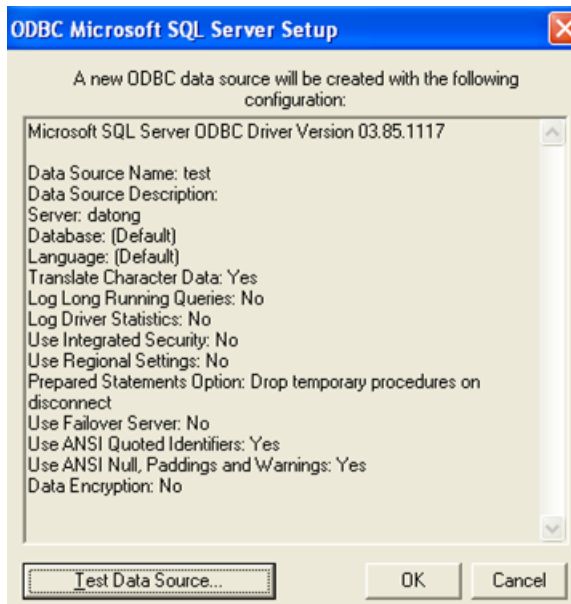 ODBC Microsoft SQL Server Setup
A new ODBC data source will be created with the following
configuration:
Microsoft SQL Server ODBC Driver Version 03.85.1117
Data Source Name: test
Data Source Description:
Server: datong
Database: (Default)
Language: (Default)
Translate Character Data: Yes
Log Long Running Queries: No
Log Driver Statistics: No
Use Integrated Security: No
Use Regional Settings: No
Prepared Statements Option: Drop temporary procedures on
disconnect
Use Failover Server: No
Use ANSI Quoted Identifiers: Yes
Use ANSI Null, Paddings and Warnings: Yes
Data Encryption: No
Test Data Source... OK Cancel